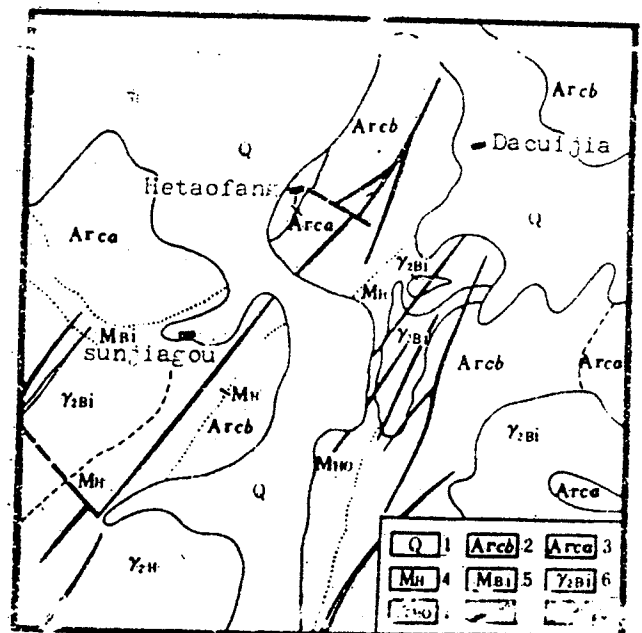 Arcb
Arcb
Q
Dacuijia
Hetaofang
Arca
Q
Arca
γ₂Bi
MH
MBi
sunjiagou
γ₂Bi
Arcb
Arca
MH
γ₂Bi
Arcb
γ₂Bi
MHO
MH
Q
Arca
γ₂H
Q 1 Arcb 2 Arca 3
MH 4 MBi 5 γ₂Bi 6